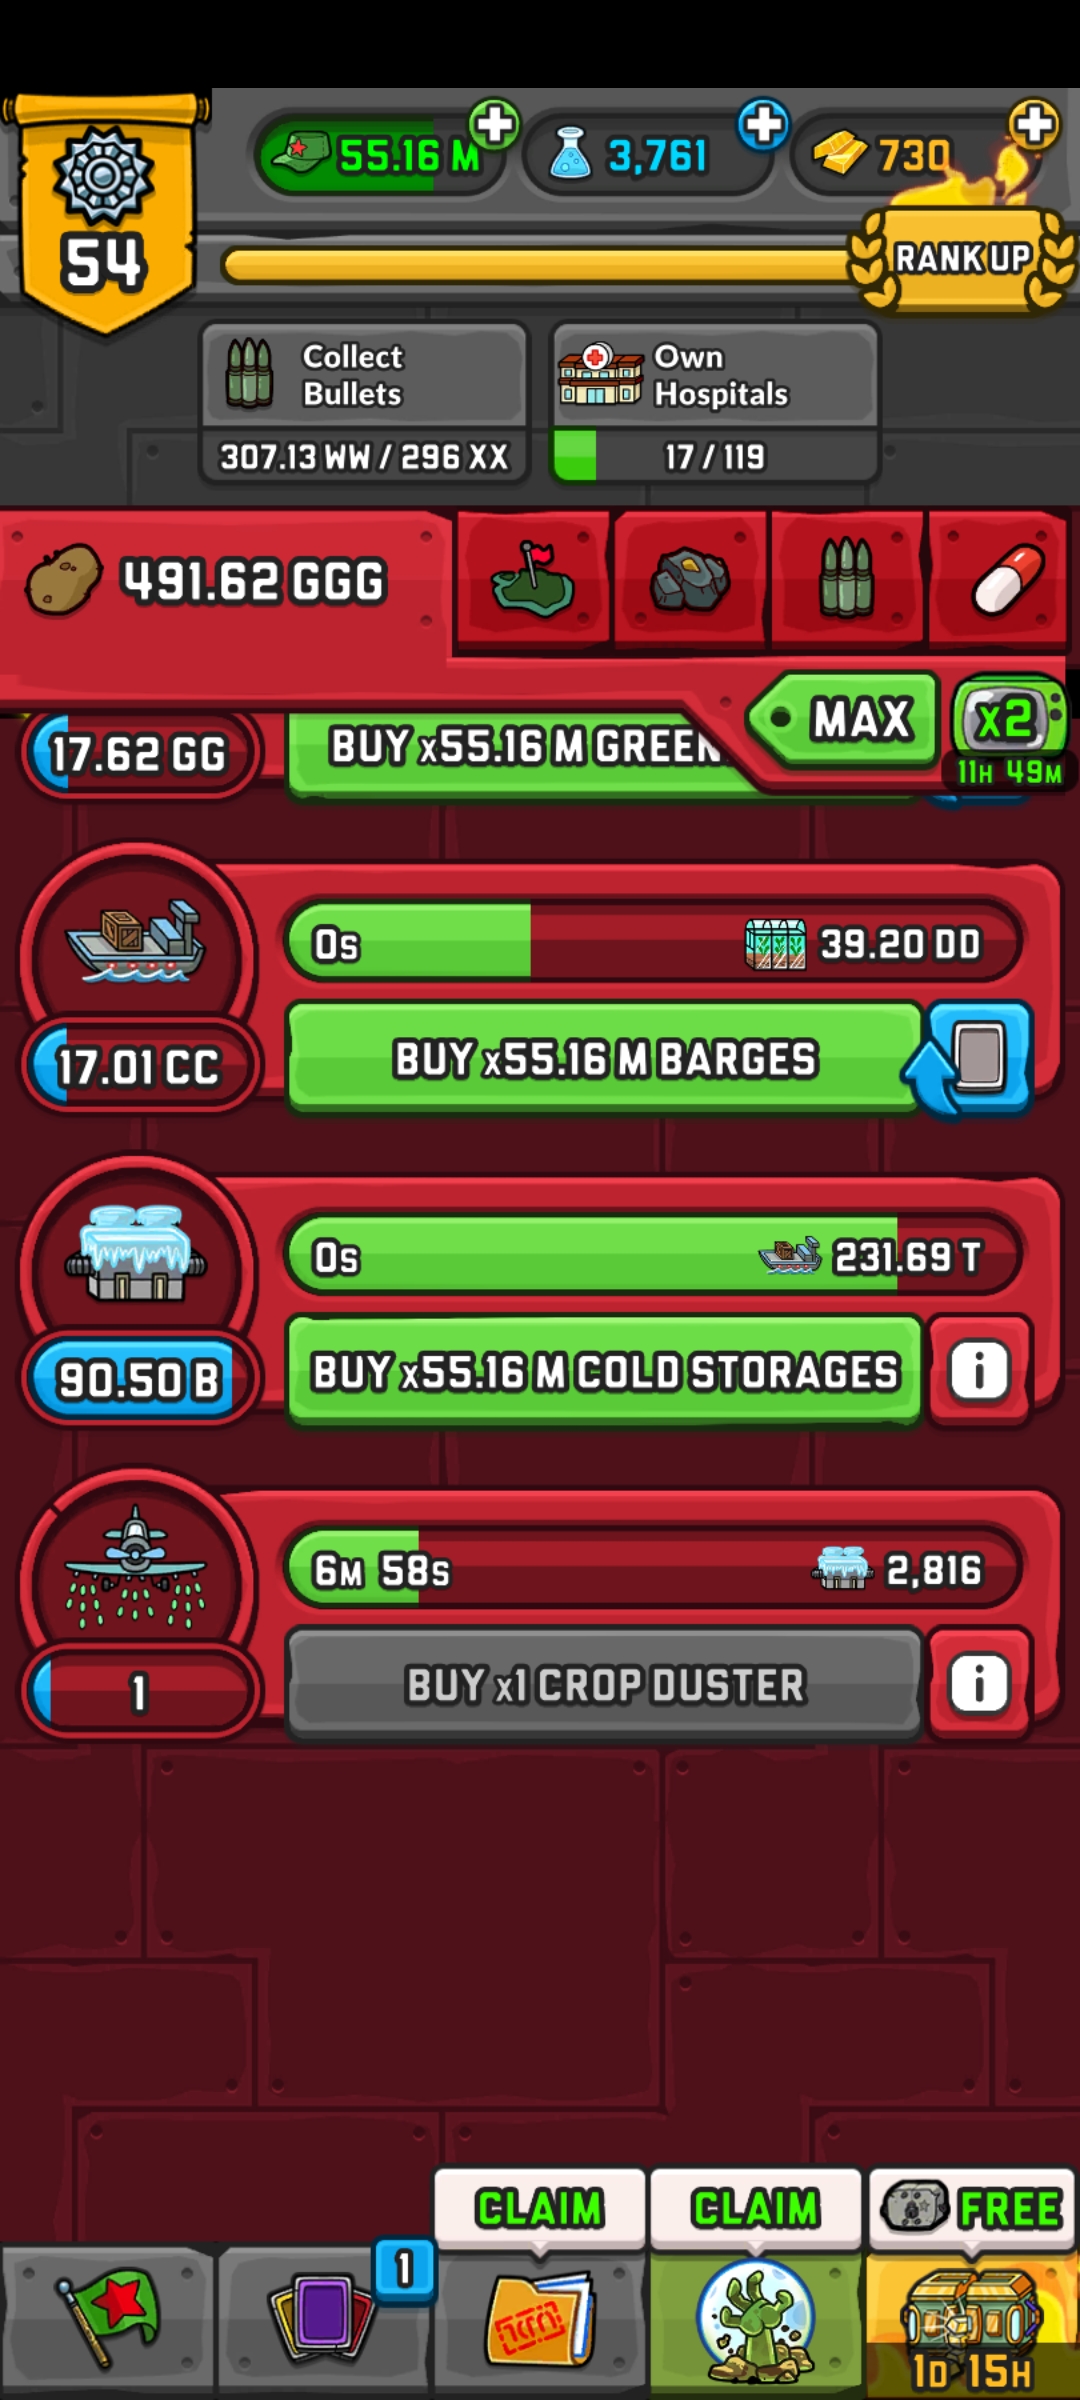 54
55.16 M
3,761
730
RANK UP
Collect
Bullets
307.13 WW / 296 XX
Own
Hospitals
17 / 119
491.62 GGG
MAX
x2
11H 49M
17.62 GG
BUY x55.16 M GREEN
0s
39.20 DD
17.01 CC
BUY x55.16 M BARGES
0s
231.69 T
90.50 B
BUY x55.16 M COLD STORAGES
i
6M 58s
2,816
1
BUY x1 CROP DUSTER
i
CLAIM
CLAIM
FREE
1
1D 15H